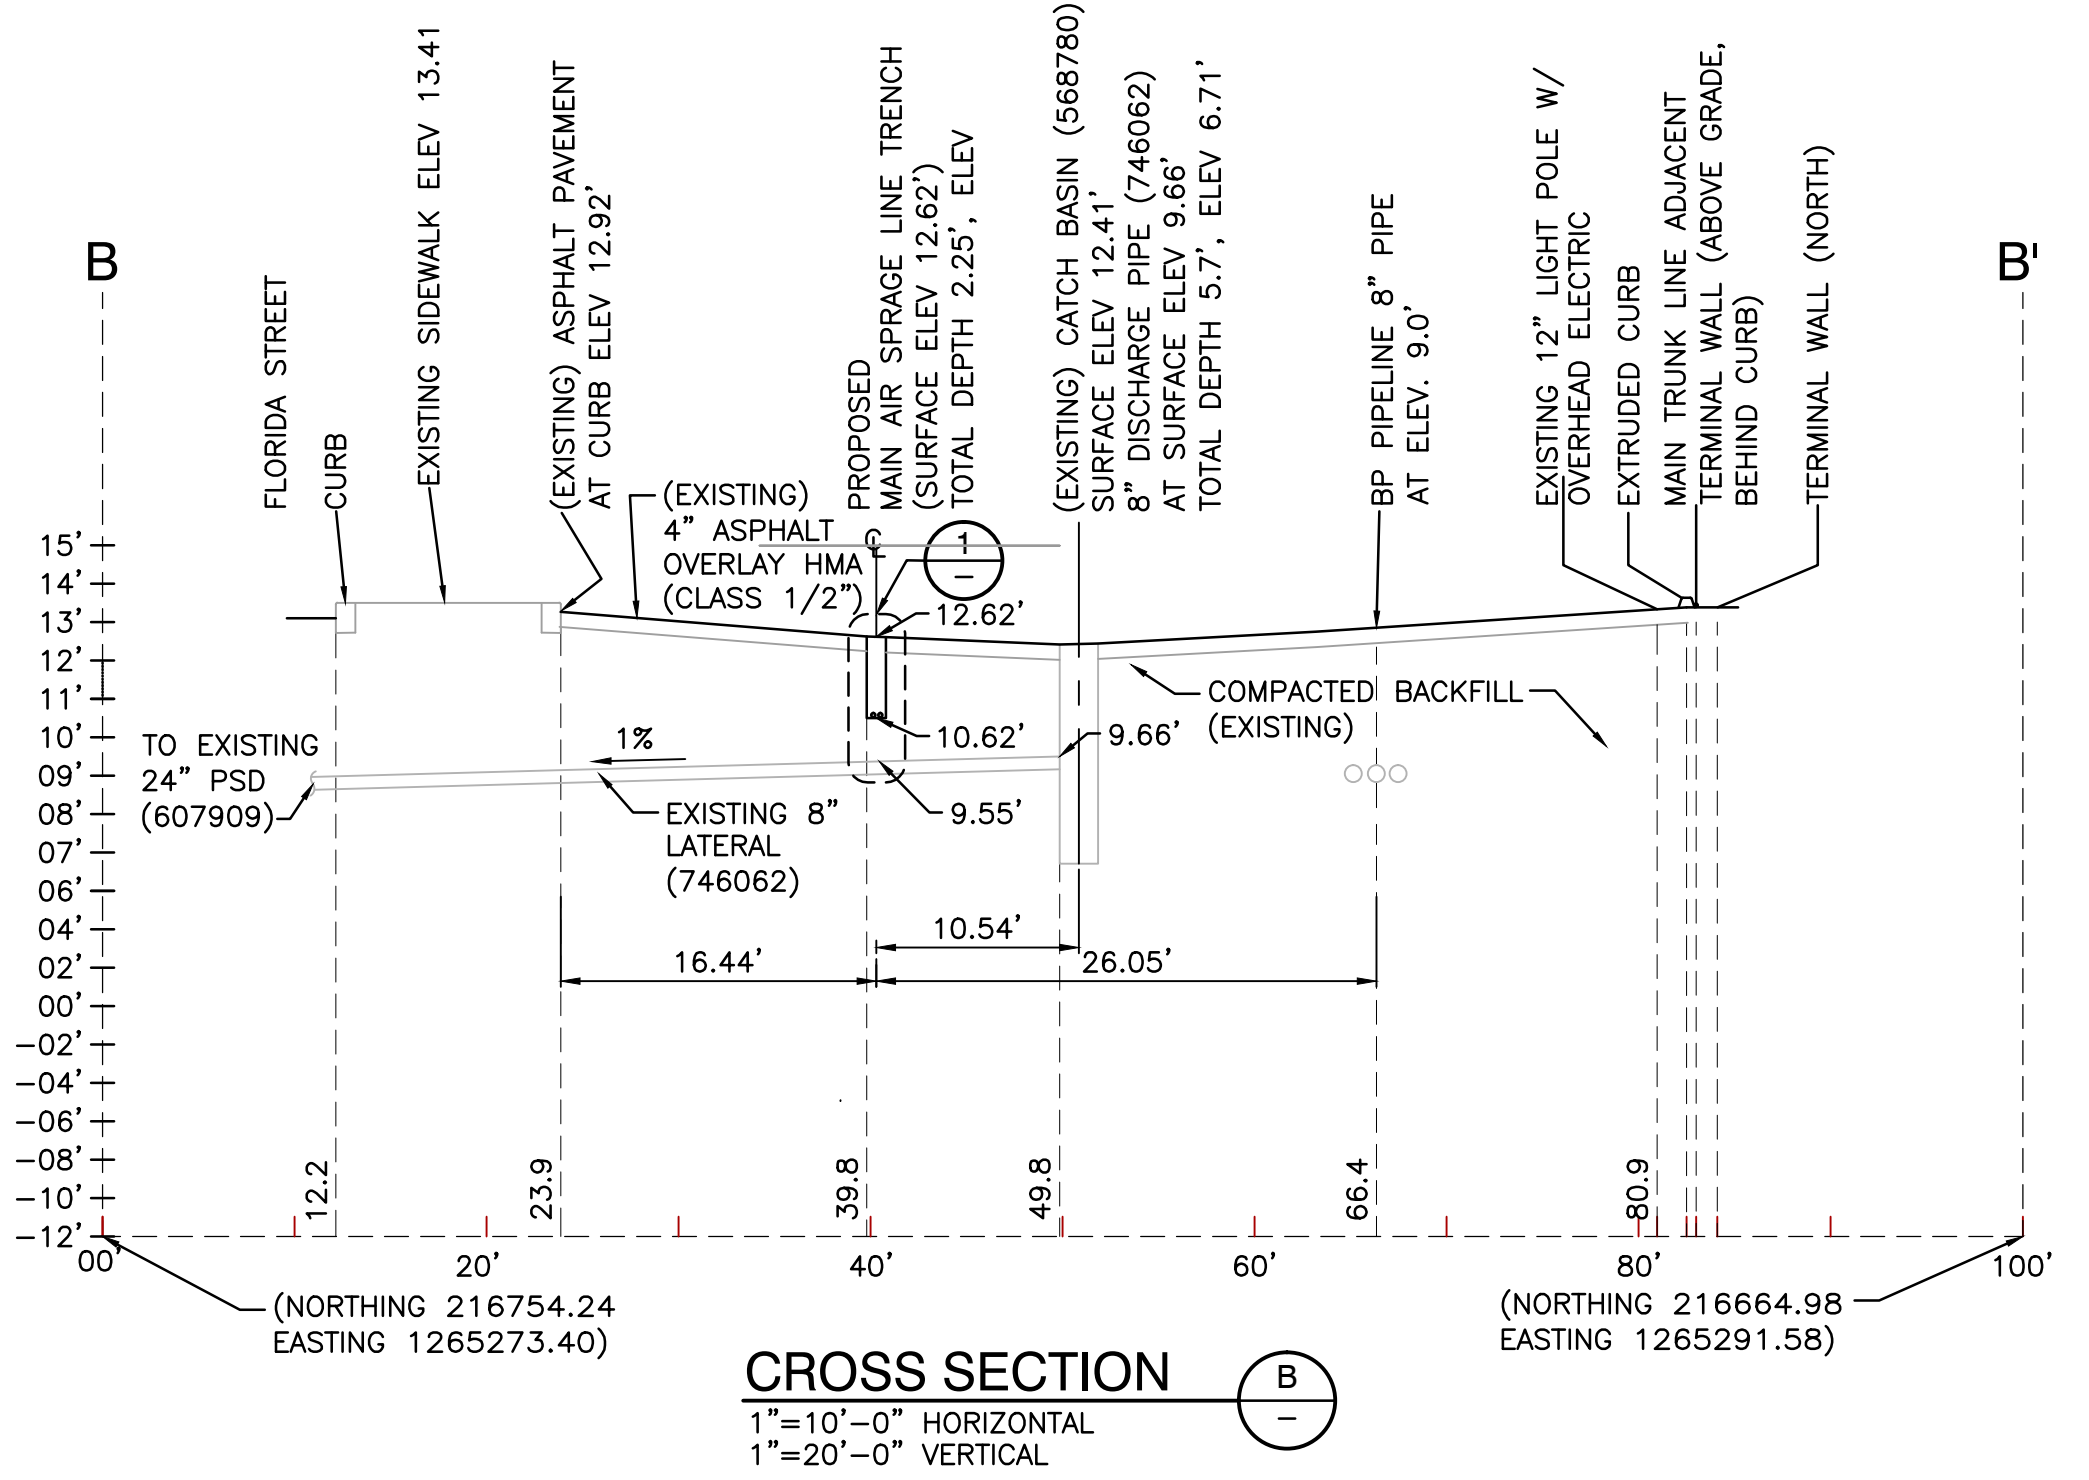 B
B'
FLORIDA STREET
CURB
EXISTING SIDEWALK ELEV 13.41
(EXISTING) ASPHALT PAVEMENT
AT CURB ELEV 12.92'
(EXISTING)
4" ASPHALT
OVERLAY HMA
(CLASS 1/2")
PROPOSED
MAIN AIR SPRAGE LINE TRENCH
(SURFACE ELEV 12.62')
TOTAL DEPTH 2.25', ELEV
(EXISTING) CATCH BASIN (568780)
SURFACE ELEV 12.41'
8" DISCHARGE PIPE (746062)
AT SURFACE ELEV 9.66'
TOTAL DEPTH 5.7', ELEV 6.71'
BP PIPELINE 8" PIPE
AT ELEV. 9.0'
EXISTING 12" LIGHT POLE W/
OVERHEAD ELECTRIC
EXTRUDED CURB
MAIN TRUNK LINE ADJACENT
TERMINAL WALL (ABOVE GRADE,
BEHIND CURB)
TERMINAL WALL (NORTH)
℄
1
-
15'
14'
13'
12'
11'
10'
09'
08'
07'
06'
04'
02'
00'
-02'
-04'
-06'
-08'
-10'
-12'
12.62'
10.62'
9.66'
9.55'
1%
COMPACTED BACKFILL
(EXISTING)
TO EXISTING
24" PSD
(607909)
EXISTING 8"
LATERAL
(746062)
10.54'
16.44'
26.05'
12.2
23.9
39.8
49.8
66.4
80.9
00'
20'
40'
60'
80'
100'
(NORTHING 216754.24
EASTING 1265273.40)
(NORTHING 216664.98
EASTING 1265291.58)
CROSS SECTION
B
-
1"=10'-0" HORIZONTAL
1"=20'-0" VERTICAL